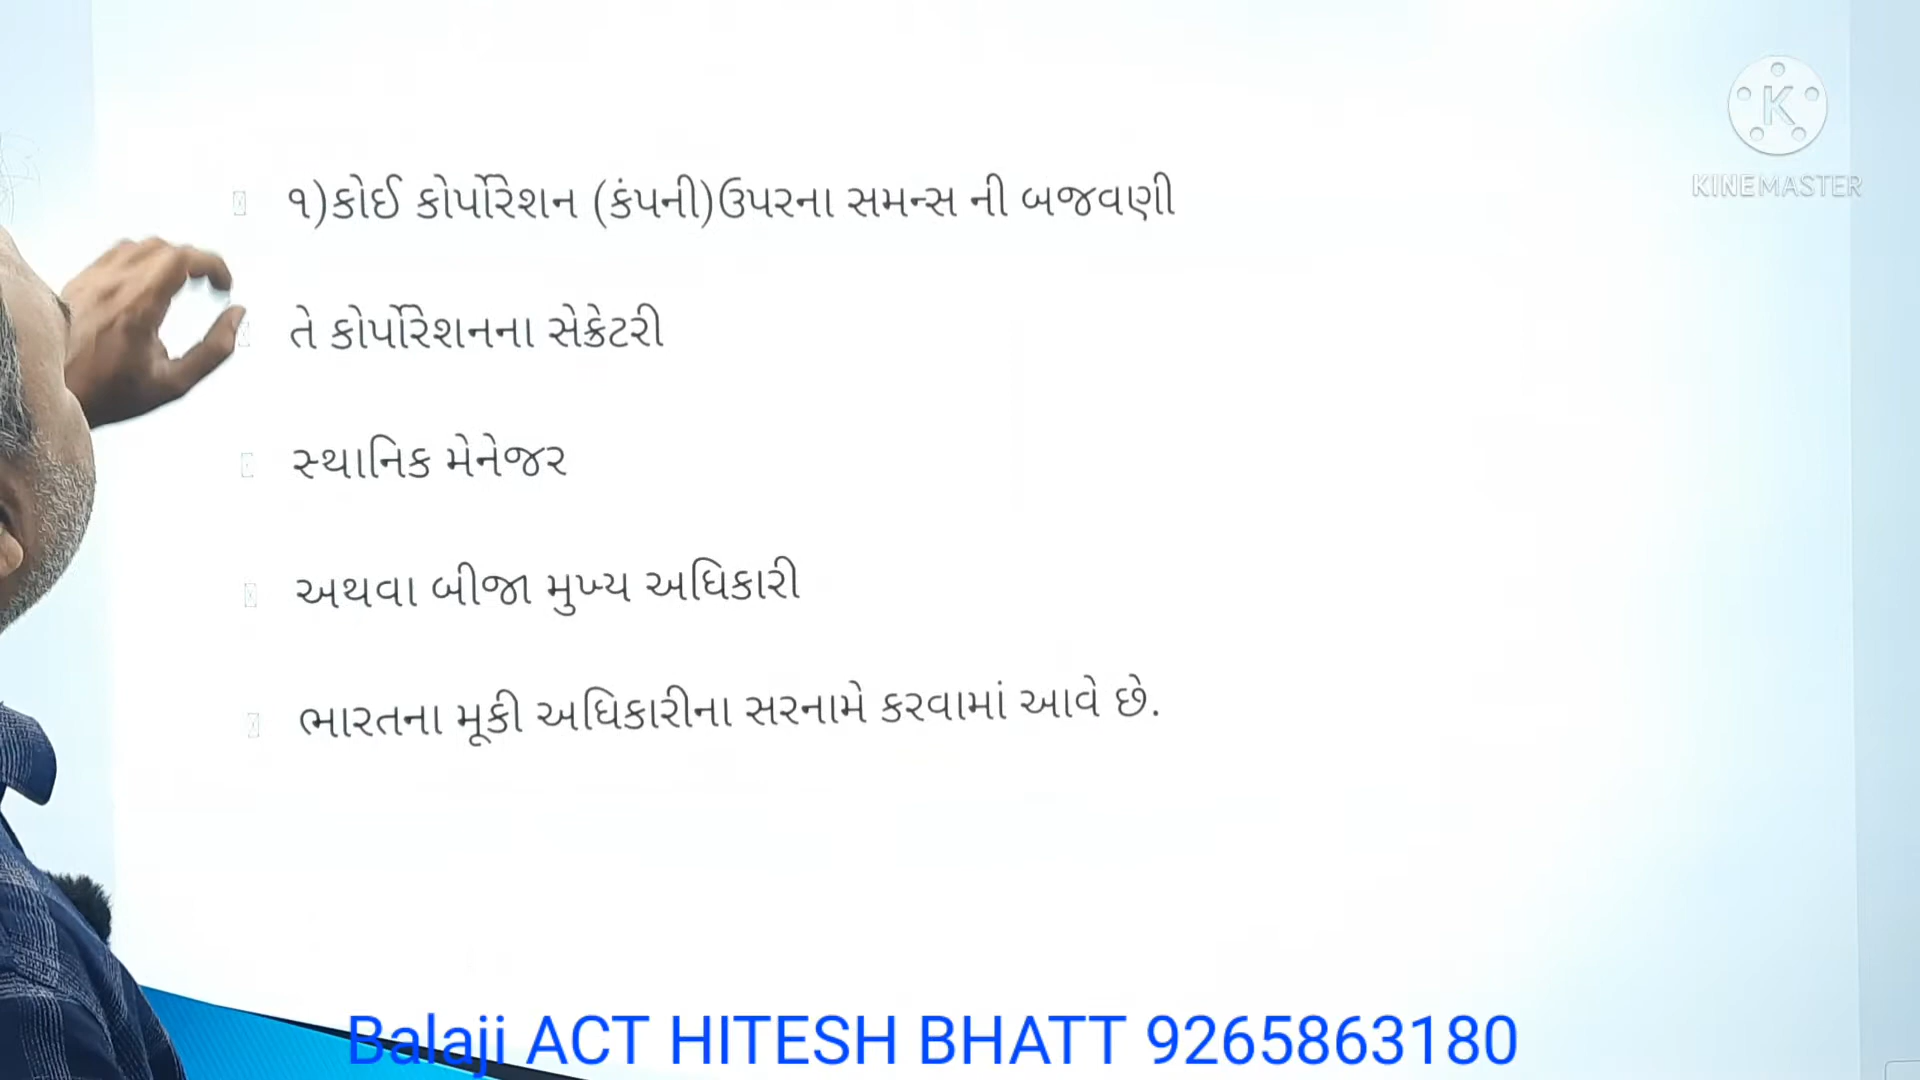 KINEMASTER
૧)કોઈ કોર્પોરેશન (કંપની)ઉપરના સમન્સ ની બજવણી
તે કોર્પોરેશનના સેક્રેટરી
સ્થાનિક મેનેજર
અથવા બીજા મુખ્ય અધિકારી
ભારતના મૂકી અધિકારીના સરનામે કરવામાં આવે છે.
Balaji ACT HITESH BHATT 9265863180